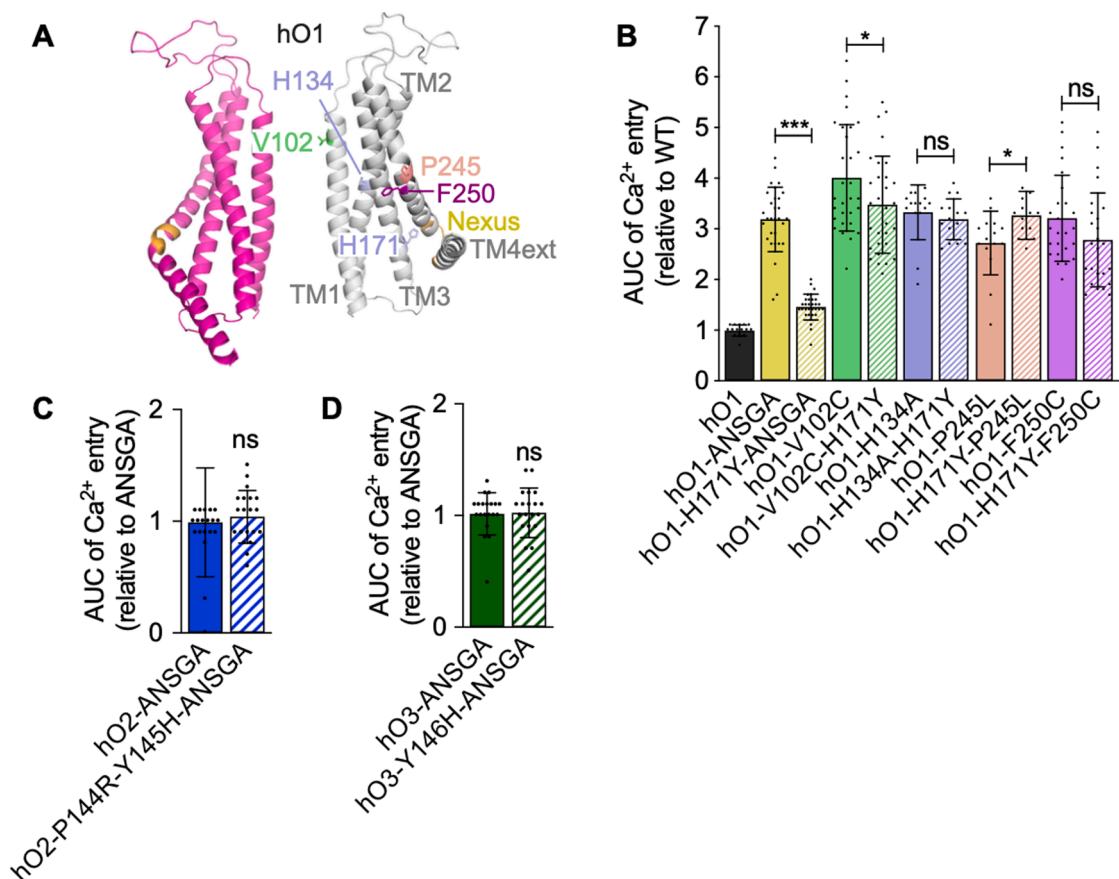 A
hO1
H134
TM2
V102
P245
F250
Nexus
H171
TM4ext
TM1
TM3
B
AUC of Ca²⁺ entry
(relative to WT)
7
6
5
4
3
2
1
0
*
***
ns
*
ns
hO1
hO1-ANSGA
hO1-H171Y-ANSGA
hO1-V102C
hO1-V102C-H171Y
hO1-H134A
hO1-H134A-H171Y
hO1-P245L
hO1-H171Y-P245L
hO1-F250C
hO1-H171Y-F250C
C
AUC of Ca²⁺ entry
(relative to ANSGA)
2
1
0
ns
hO2-ANSGA
hO2-P144R-Y145H-ANSGA
D
AUC of Ca²⁺ entry
(relative to ANSGA)
2
1
0
ns
hO3-ANSGA
hO3-Y146H-ANSGA